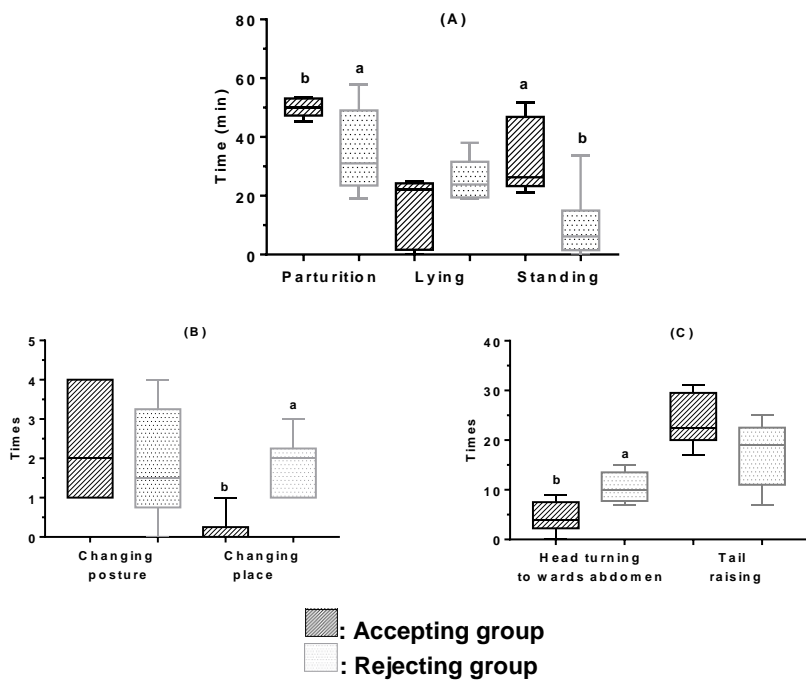 (A)
Time (min)
80
60
40
20
0
b
a
a
b
Parturition Lying Standing
(B)
Times
5
4
3
2
1
0
b
a
Changing posture
Changing place
(C)
Times
40
30
20
10
0
b
a
Head turning to wards abdomen
Tail raising
: Accepting group
: Rejecting group